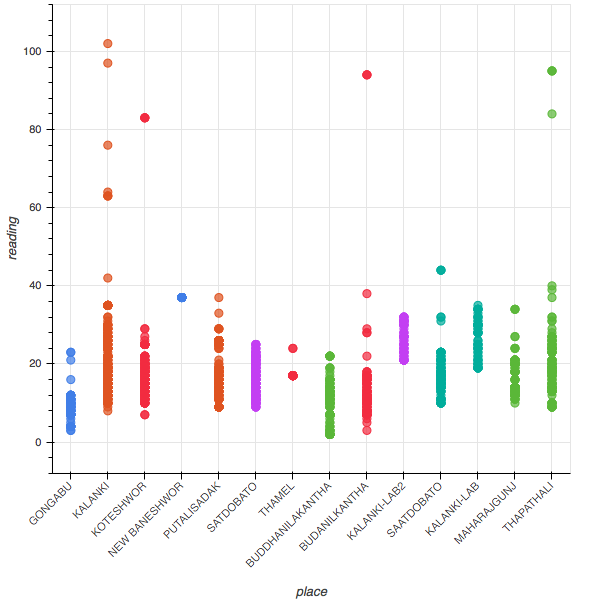 100
80
60
40
20
0
reading
GONGABU
KALANKI
KOTESHWOR
NEW BANESHWOR
PUTALISADAK
SATDOBATO
THAMEL
BUDDHANILAKANTHA
BUDANILKANTHA
KALANKI-LAB2
SAATDOBATO
KALANKI-LAB
MAHARAJGUNJ
THAPATHALI
place